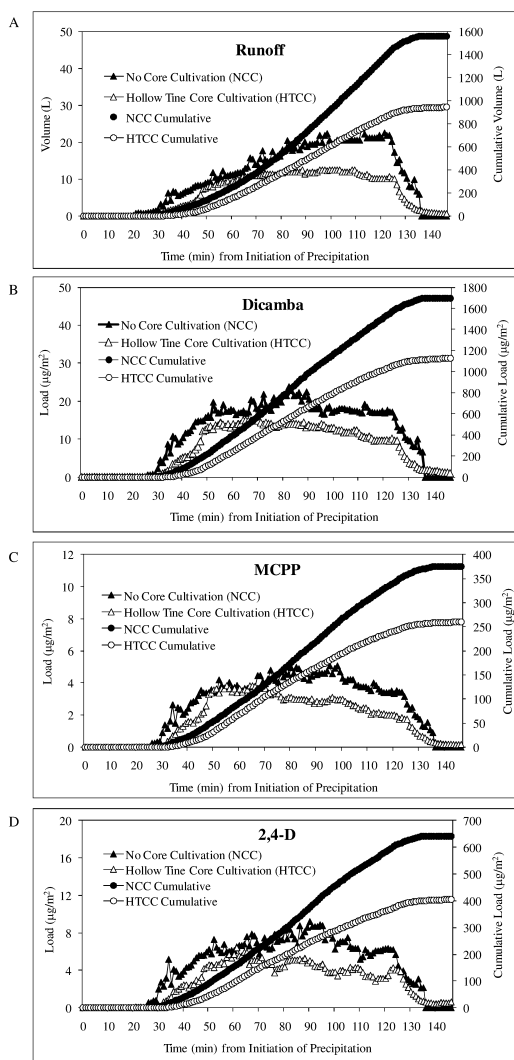 A
Runoff
No Core Cultivation (NCC)
Hollow Tine Core Cultivation (HTCC)
NCC Cumulative
HTCC Cumulative
Volume (L)
50
40
30
20
10
0
Cumulative Volume (L)
1600
1400
1200
1000
800
600
400
200
0
0 10 20 30 40 50 60 70 80 90 100 110 120 130 140
Time (min) from Initiation of Precipitation
B
Dicamba
No Core Cultivation (NCC)
Hollow Tine Core Cultivation (HTCC)
NCC Cumulative
HTCC Cumulative
Load (µg/m²)
50
40
30
20
10
0
Cumulative Load (µg/m²)
1800
1600
1400
1200
1000
800
600
400
200
0
0 10 20 30 40 50 60 70 80 90 100 110 120 130 140
Time (min) from Initiation of Precipitation
C
MCPP
No Core Cultivation (NCC)
Hollow Tine Core Cultivation (HTCC)
NCC Cumulative
HTCC Cumulative
Load (µg/m²)
12
10
8
6
4
2
0
Cumulative Load (µg/m²)
400
350
300
250
200
150
100
50
0
0 10 20 30 40 50 60 70 80 90 100 110 120 130 140
Time (min) from Initiation of Precipitation
D
2,4-D
No Core Cultivation (NCC)
Hollow Tine Core Cultivation (HTCC)
NCC Cumulative
HTCC Cumulative
Load (µg/m²)
20
16
12
8
4
0
Cumulative Load (µg/m²)
700
600
500
400
300
200
100
0
0 10 20 30 40 50 60 70 80 90 100 110 120 130 140
Time (min) from Initiation of Precipitation